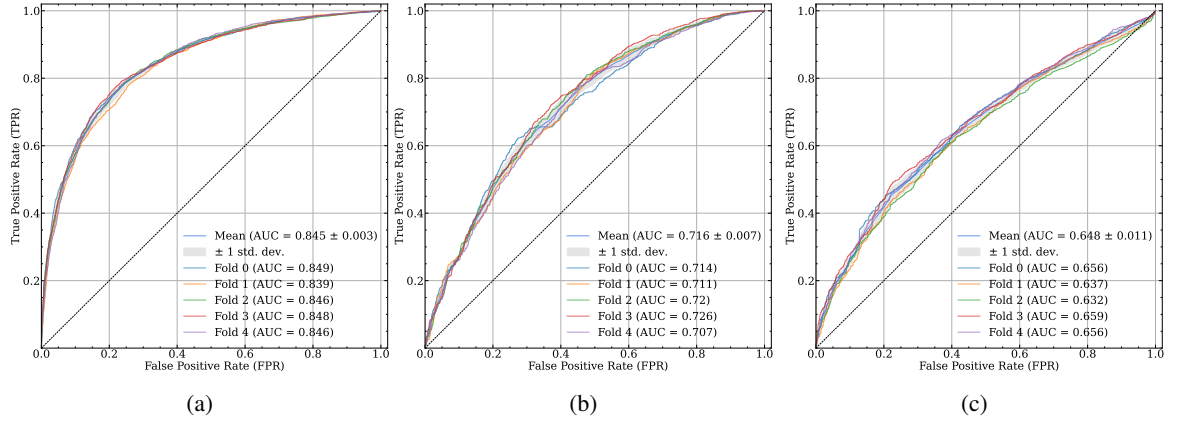 1.0
0.8
0.6
0.4
0.2
0.0 0.2 0.4 0.6 0.8 1.0
True Positive Rate (TPR)
False Positive Rate (FPR)
Mean (AUC = 0.845 ± 0.003)
± 1 std. dev.
Fold 0 (AUC = 0.849)
Fold 1 (AUC = 0.839)
Fold 2 (AUC = 0.846)
Fold 3 (AUC = 0.848)
Fold 4 (AUC = 0.846)
(a)
1.0
0.8
0.6
0.4
0.2
0.0 0.2 0.4 0.6 0.8 1.0
True Positive Rate (TPR)
False Positive Rate (FPR)
Mean (AUC = 0.716 ± 0.007)
± 1 std. dev.
Fold 0 (AUC = 0.714)
Fold 1 (AUC = 0.711)
Fold 2 (AUC = 0.72)
Fold 3 (AUC = 0.726)
Fold 4 (AUC = 0.707)
(b)
1.0
0.8
0.6
0.4
0.2
0.0 0.2 0.4 0.6 0.8 1.0
True Positive Rate (TPR)
False Positive Rate (FPR)
Mean (AUC = 0.648 ± 0.011)
± 1 std. dev.
Fold 0 (AUC = 0.656)
Fold 1 (AUC = 0.637)
Fold 2 (AUC = 0.632)
Fold 3 (AUC = 0.659)
Fold 4 (AUC = 0.656)
(c)